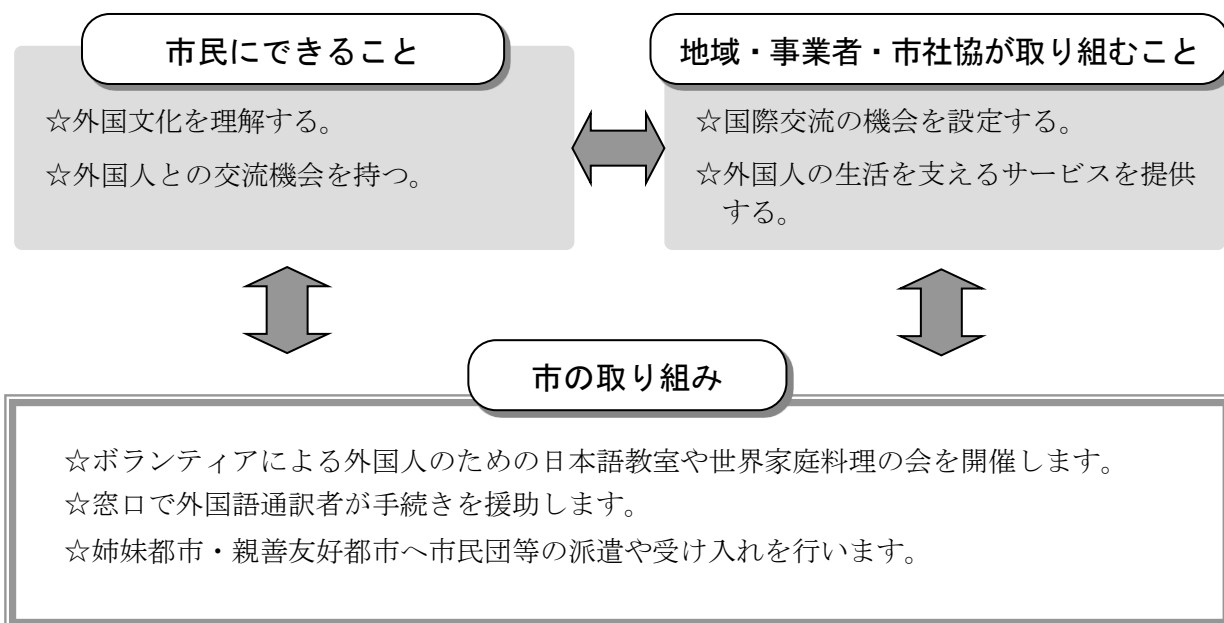 市民にできること
☆外国文化を理解する。
☆外国人との交流機会を持つ。
地域・事業者・市社協が取り組むこと
☆国際交流の機会を設定する。
☆外国人の生活を支えるサービスを提供
する。
市の取り組み
☆ボランティアによる外国人のための日本語教室や世界家庭料理の会を開催します。
☆窓口で外国語通訳者が手続きを援助します。
☆姉妹都市・親善友好都市へ市民団等の派遣や受け入れを行います。